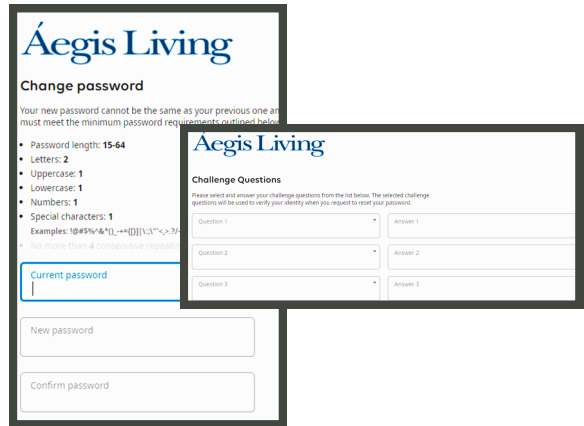 Áegis Living
Change password
Your new password cannot be the same as your previous one an
must meet the minimum password requirements outlined below
Password length: 15-64
Letters: 2
Uppercase: 1
Lowercase: 1
Numbers: 1
Special characters: 1
Examples: !@#$%^&*()_-+={[}]|\:;\"'<,>.?/~
No more than 4 consecutive repeatin
Current password
New password
Confirm password
Áegis Living
Challenge Questions
Please select and answer your challenge questions from the list below. The selected challenge
questions will be used to verify your identity when you request to reset your password.
Question 1 Answer 1
Question 2 Answer 2
Question 3 Answer 3